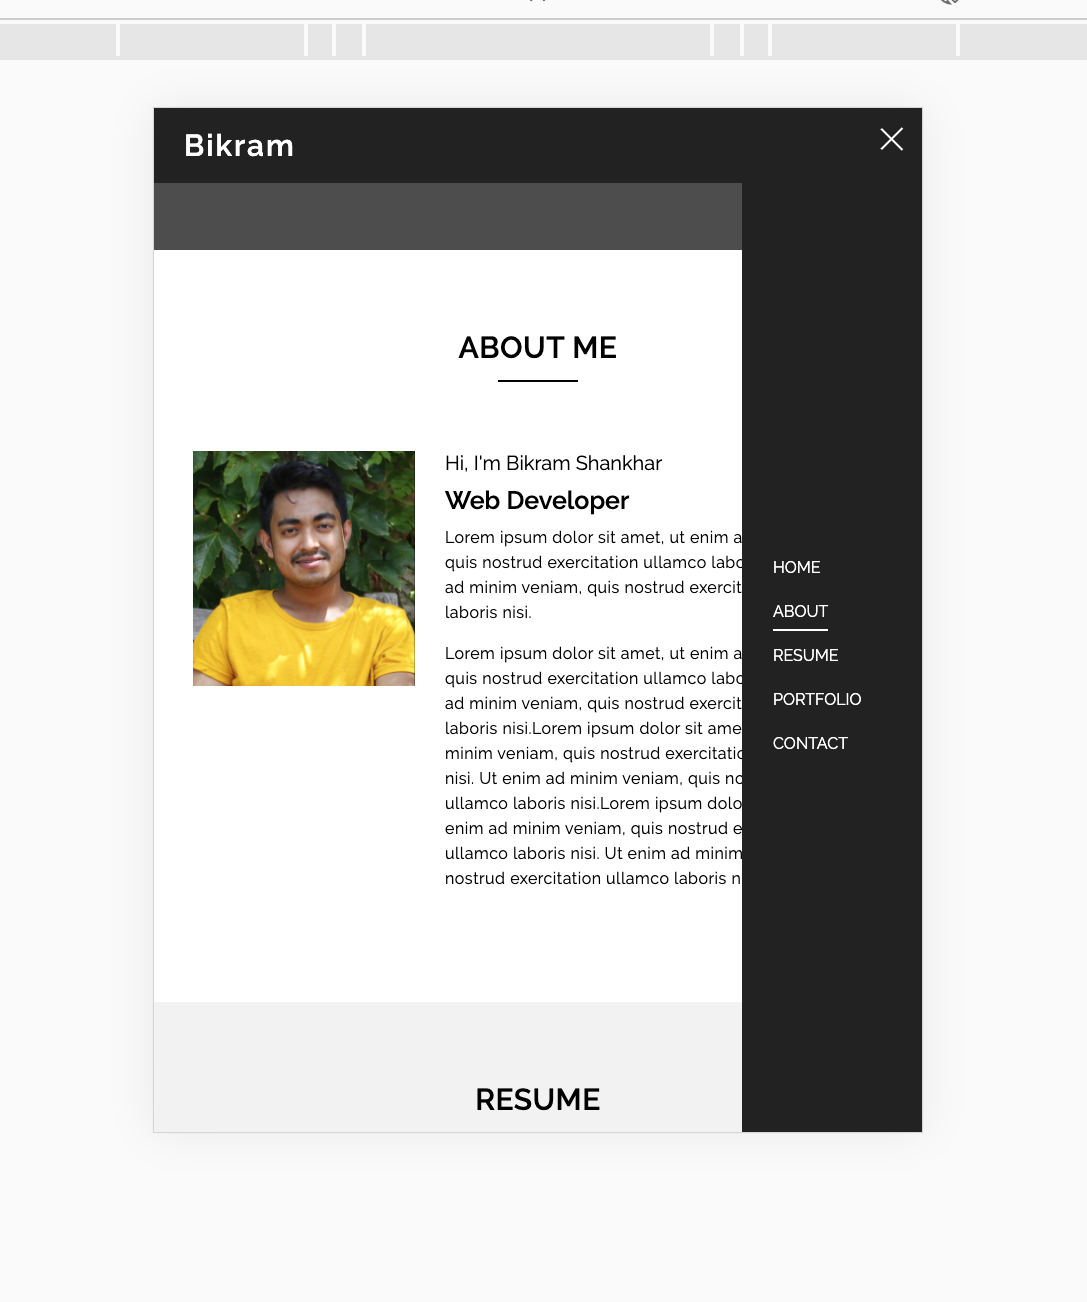 Bikram
ABOUT ME
Hi, I'm Bikram Shankhar
Web Developer
Lorem ipsum dolor sit amet, ut enim a
quis nostrud exercitation ullamco labo
ad minim veniam, quis nostrud exercit
laboris nisi.
Lorem ipsum dolor sit amet, ut enim a
quis nostrud exercitation ullamco labo
ad minim veniam, quis nostrud exercit
laboris nisi.Lorem ipsum dolor sit ame
minim veniam, quis nostrud exercitatio
nisi. Ut enim ad minim veniam, quis no
ullamco laboris nisi.Lorem ipsum dolo
enim ad minim veniam, quis nostrud e
ullamco laboris nisi. Ut enim ad minim
nostrud exercitation ullamco laboris n
HOME
ABOUT
RESUME
PORTFOLIO
CONTACT
RESUME